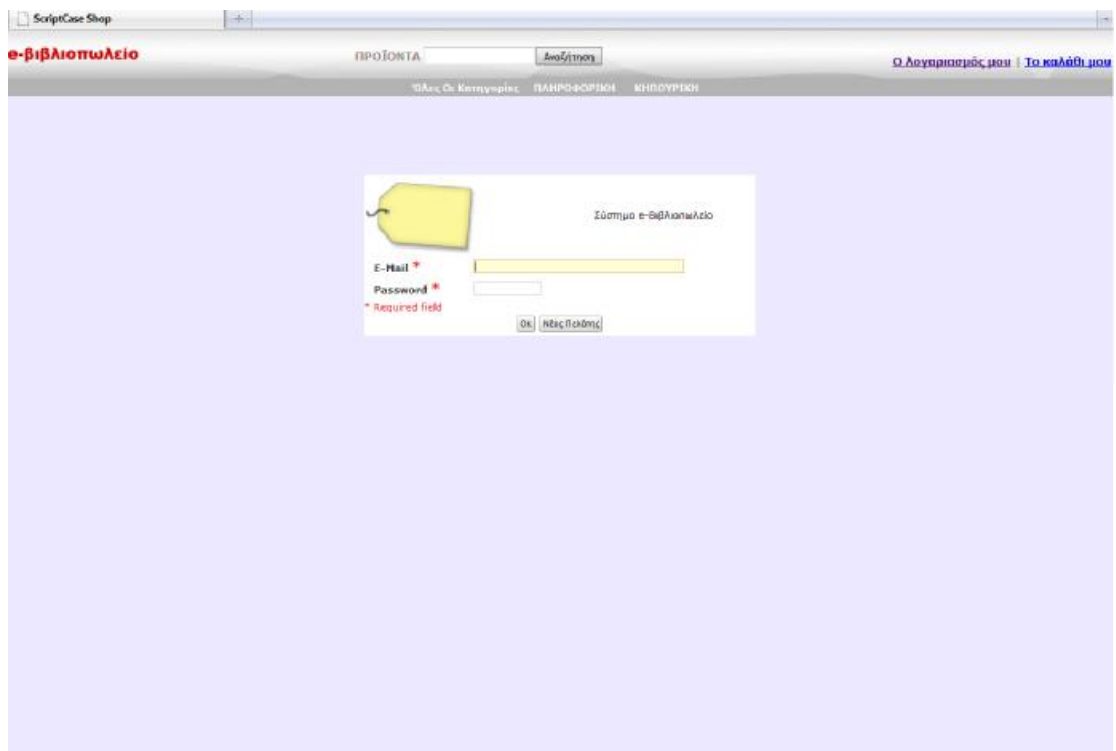 ScriptCase Shop
e-βιβλιοπωλείο ΠΡΟΪΟΝΤΑ Αναζήτηση Ο Λογαριασμός μου | Το καλάθι μου
Όλες Οι Κατηγορίες ΠΛΗΡΟΦΟΡΙΚΗ ΚΗΠΟΥΡΙΚΗ
Σύστημα e-Βιβλιοπωλείο
E-Mail *
Password *
* Required field
Ok Νέος Πελάτης